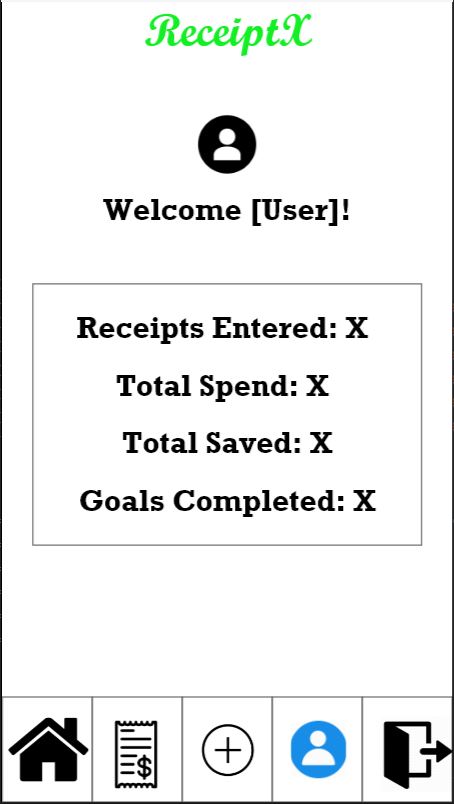 ReceiptX
Welcome [User]!
Receipts Entered: X
Total Spend: X
Total Saved: X
Goals Completed: X
$